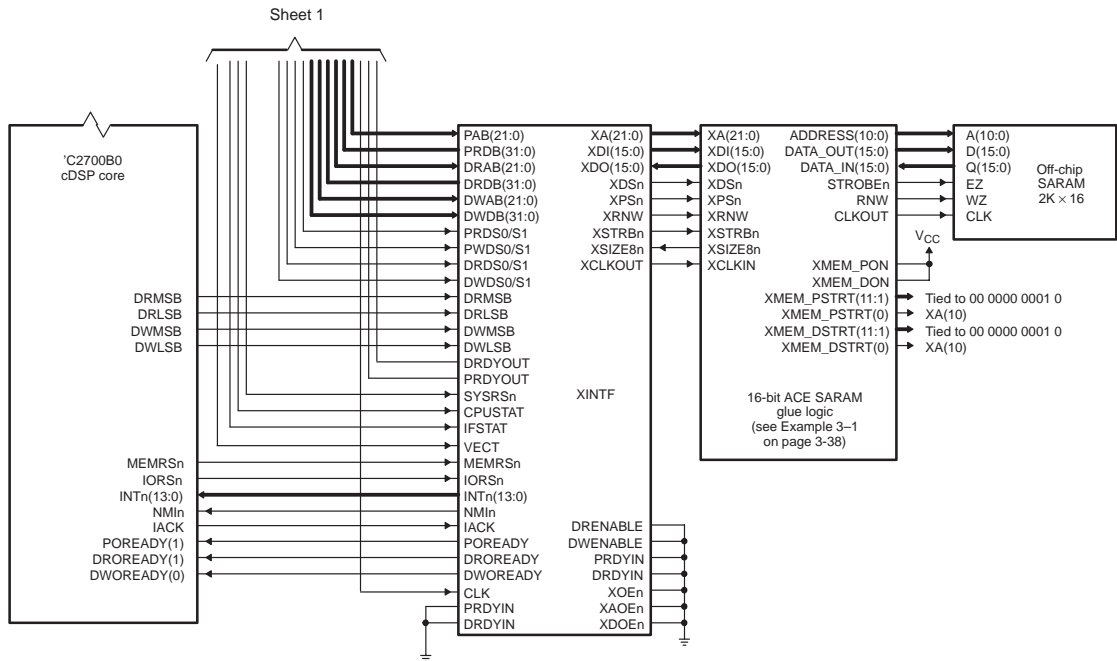 Sheet 1
'C2700B0
cDSP core
DRMSB
DRLSB
DWMSB
DWLSB
MEMRSn
IORSn
INTn(13:0)
NMIn
IACK
POREADY(1)
DROREADY(1)
DWOREADY(0)
PAB(21:0)
PRDB(31:0)
DRAB(21:0)
DRDB(31:0)
DWAB(21:0)
DWDB(31:0)
PRDS0/S1
PWDS0/S1
DRDS0/S1
DWDS0/S1
DRMSB
DRLSB
DWMSB
DWLSB
DRDYOUT
PRDYOUT
SYSRSn
CPUSTAT
IFSTAT
VECT
MEMRSn
IORSn
INTn(13:0)
NMIn
IACK
POREADY
DROREADY
DWOREADY
CLK
PRDYIN
DRDYIN
XINTF
XA(21:0)
XDI(15:0)
XDO(15:0)
XDSn
XPSn
XRNW
XSTRBn
XSIZE8n
XCLKOUT
DRENABLE
DWENABLE
PRDYIN
DRDYIN
XOEn
XAOEn
XDOEn
XA(21:0)
XDI(15:0)
XDO(15:0)
XDSn
XPSn
XRNW
XSTRBn
XSIZE8n
XCLKIN
ADDRESS(10:0)
DATA_OUT(15:0)
DATA_IN(15:0)
STROBEn
RNW
CLKOUT
XMEM_PON
XMEM_DON
XMEM_PSTRT(11:1)
XMEM_PSTRT(0)
XMEM_DSTRT(11:1)
XMEM_DSTRT(0)
16-bit ACE SARAM
glue logic
(see Example 3–1
on page 3-38)
A(10:0)
D(15:0)
Q(15:0)
EZ
WZ
CLK
Off-chip
SARAM
2K × 16
VCC
Tied to 00 0000 0001 0
XA(10)
Tied to 00 0000 0001 0
XA(10)